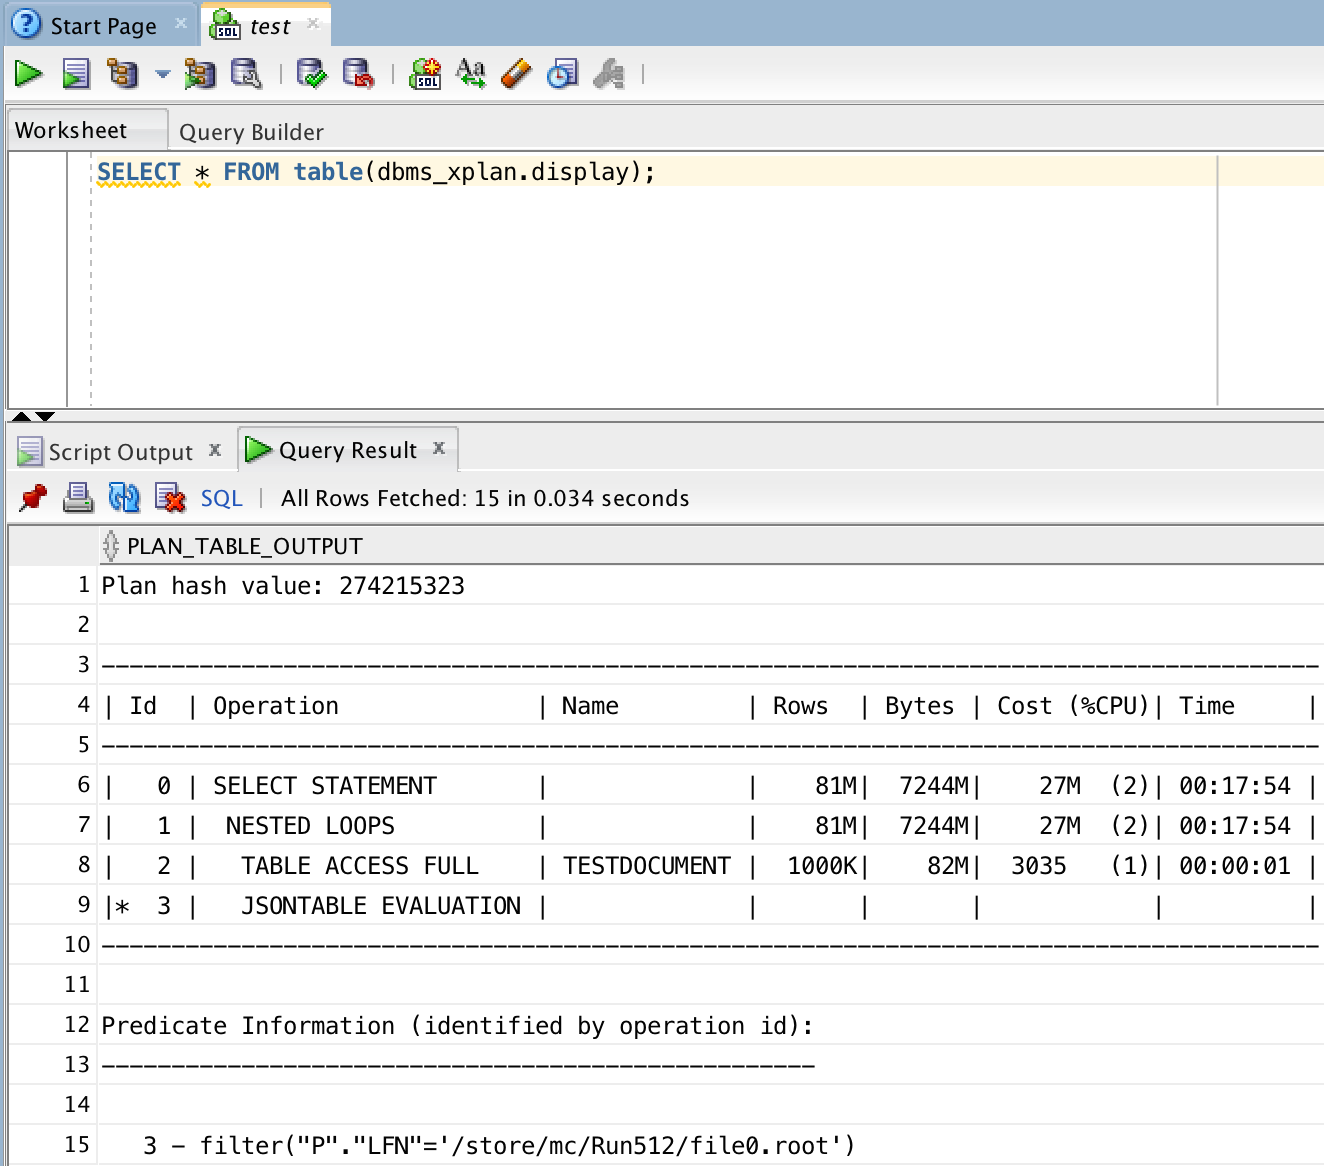 Start Page
test
Worksheet
Query Builder
SELECT * FROM table(dbms_xplan.display);
Script Output
Query Result
SQL | All Rows Fetched: 15 in 0.034 seconds
PLAN_TABLE_OUTPUT
1 Plan hash value: 274215323
2
3 ---------------------------------------------------------------------------------------
4 | Id  | Operation              | Name         | Rows  | Bytes | Cost (%CPU)| Time     |
5 ---------------------------------------------------------------------------------------
6 |   0 | SELECT STATEMENT       |              |    81M|  7244M|    27M  (2)| 00:17:54 |
7 |   1 |  NESTED LOOPS          |              |    81M|  7244M|    27M  (2)| 00:17:54 |
8 |   2 |   TABLE ACCESS FULL    | TESTDOCUMENT |  1000K|    82M|  3035   (1)| 00:00:01 |
9 |*  3 |   JSONTABLE EVALUATION |              |       |       |            |          |
10 ---------------------------------------------------------------------------------------
11
12 Predicate Information (identified by operation id):
13 ---------------------------------------------------
14
15    3 - filter("P"."LFN"='/store/mc/Run512/file0.root')